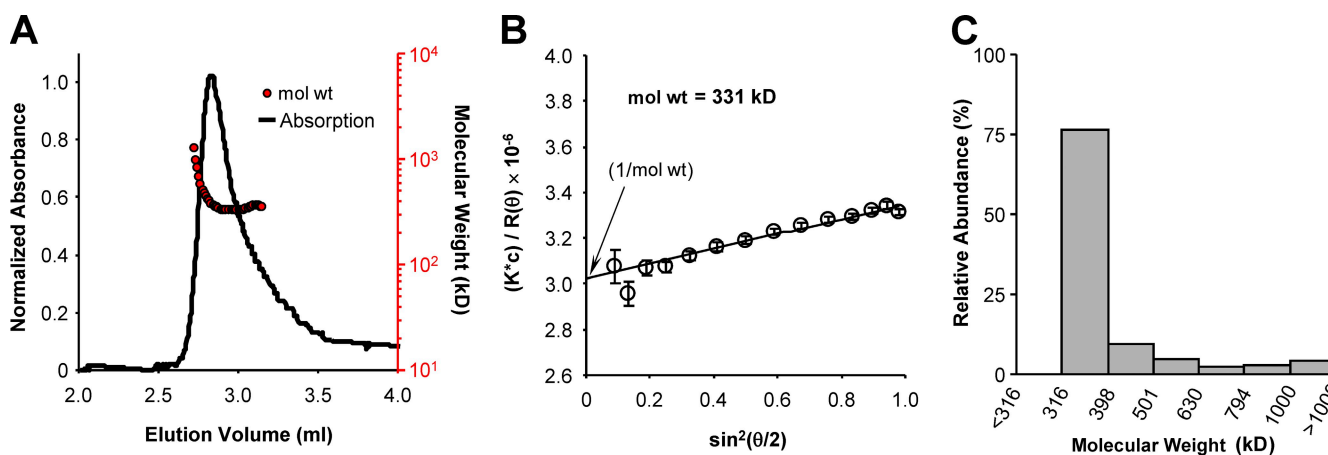 A
Normalized Absorbance
1.0
0.8
0.6
0.4
0.2
0
2.0
2.5
3.0
3.5
4.0
Elution Volume (ml)
mol wt
Absorption
10⁴
10³
10²
10¹
Molecular Weight (kD)
B
(K*c) / R(θ) × 10⁻⁶
4.0
3.8
3.6
3.4
3.2
3.0
2.8
2.6
mol wt = 331 kD
(1/mol wt)
0
0.2
0.4
0.6
0.8
1.0
sin²(θ/2)
C
Relative Abundance (%)
100
75
50
25
0
<316
316
398
501
630
794
1000
Molecular Weight (kD)